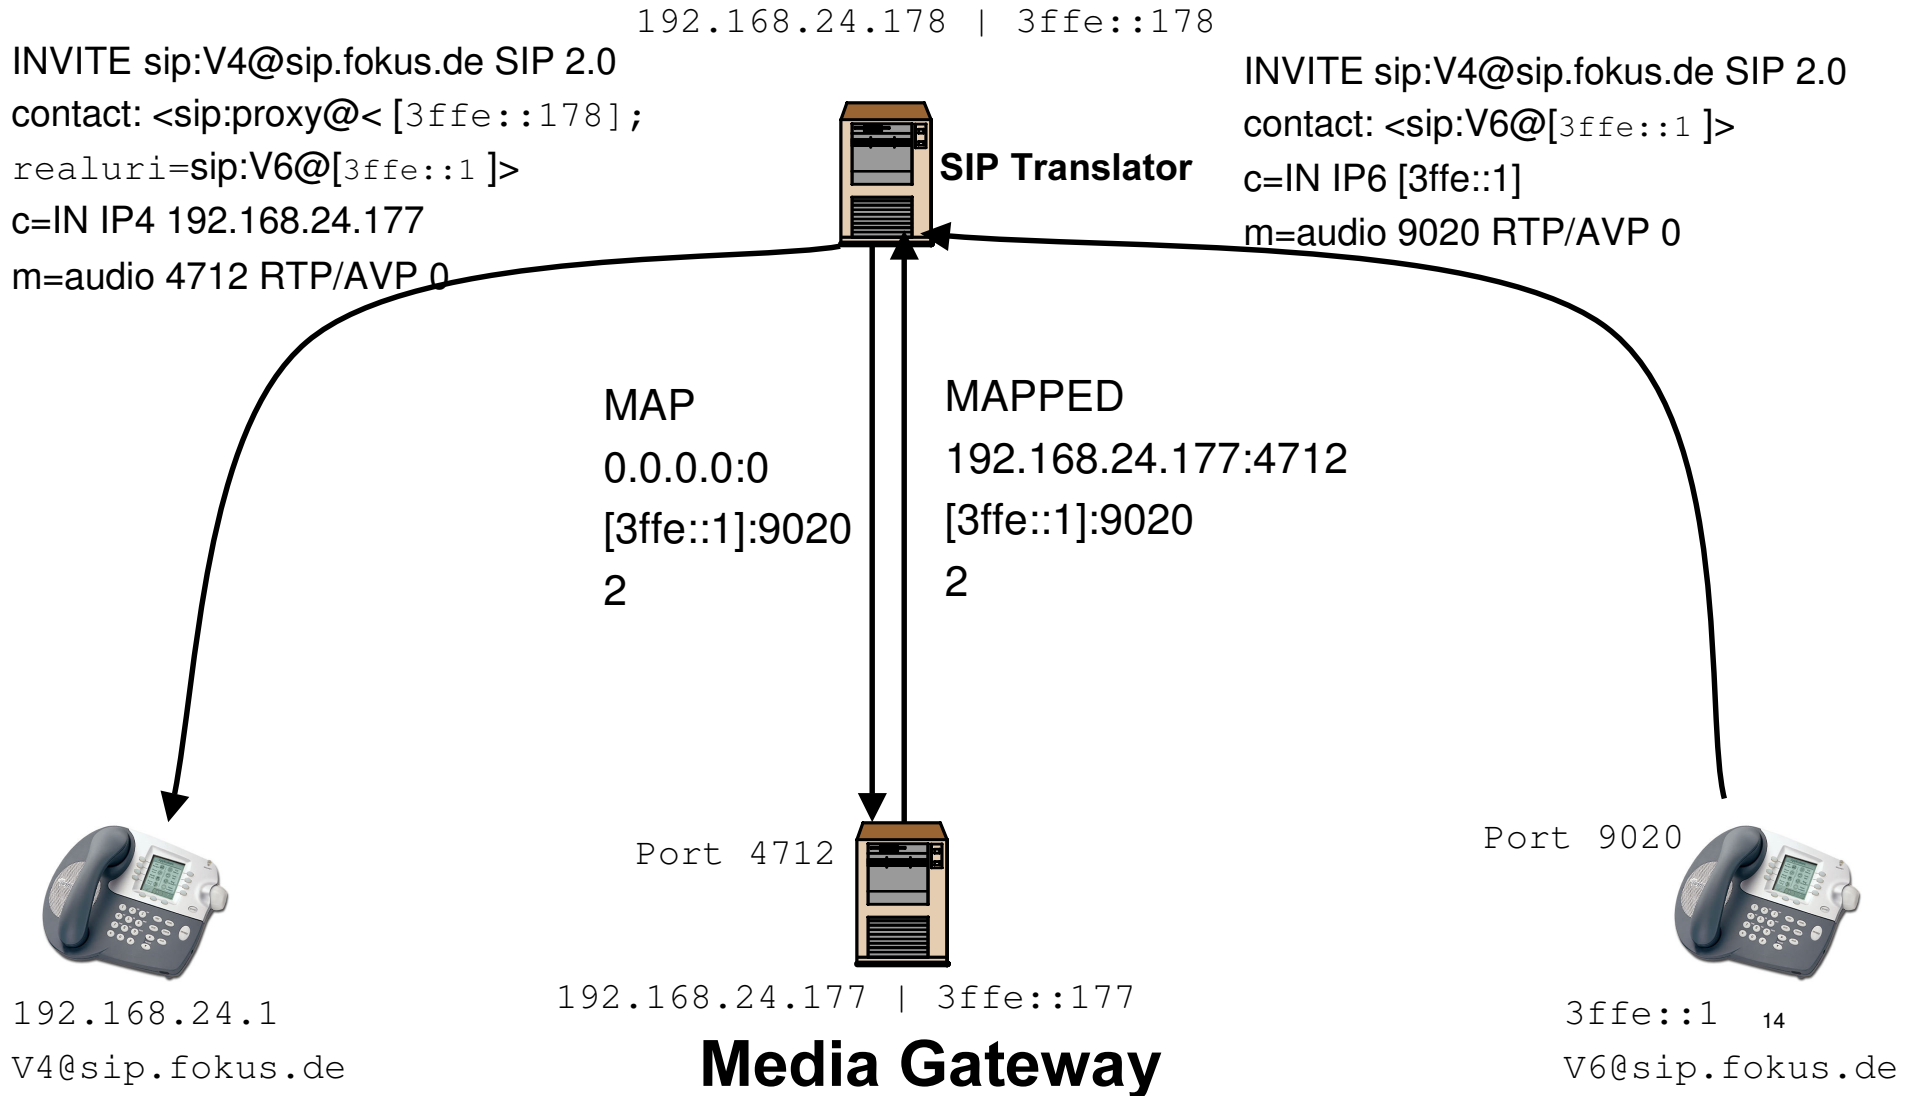 192.168.24.178 | 3ffe::178
INVITE sip:V4@sip.fokus.de SIP 2.0
contact: <sip:proxy@< [3ffe::178];
realuri=sip:V6@[3ffe::1 ]>
c=IN IP4 192.168.24.177
m=audio 4712 RTP/AVP 0
SIP Translator
INVITE sip:V4@sip.fokus.de SIP 2.0
contact: <sip:V6@[3ffe::1 ]>
c=IN IP6 [3ffe::1]
m=audio 9020 RTP/AVP 0
MAP
0.0.0.0:0
[3ffe::1]:9020
2
MAPPED
192.168.24.177:4712
[3ffe::1]:9020
2
Port 4712
Port 9020
192.168.24.1
V4@sip.fokus.de
192.168.24.177 | 3ffe::177
Media Gateway
3ffe::1
14
V6@sip.fokus.de